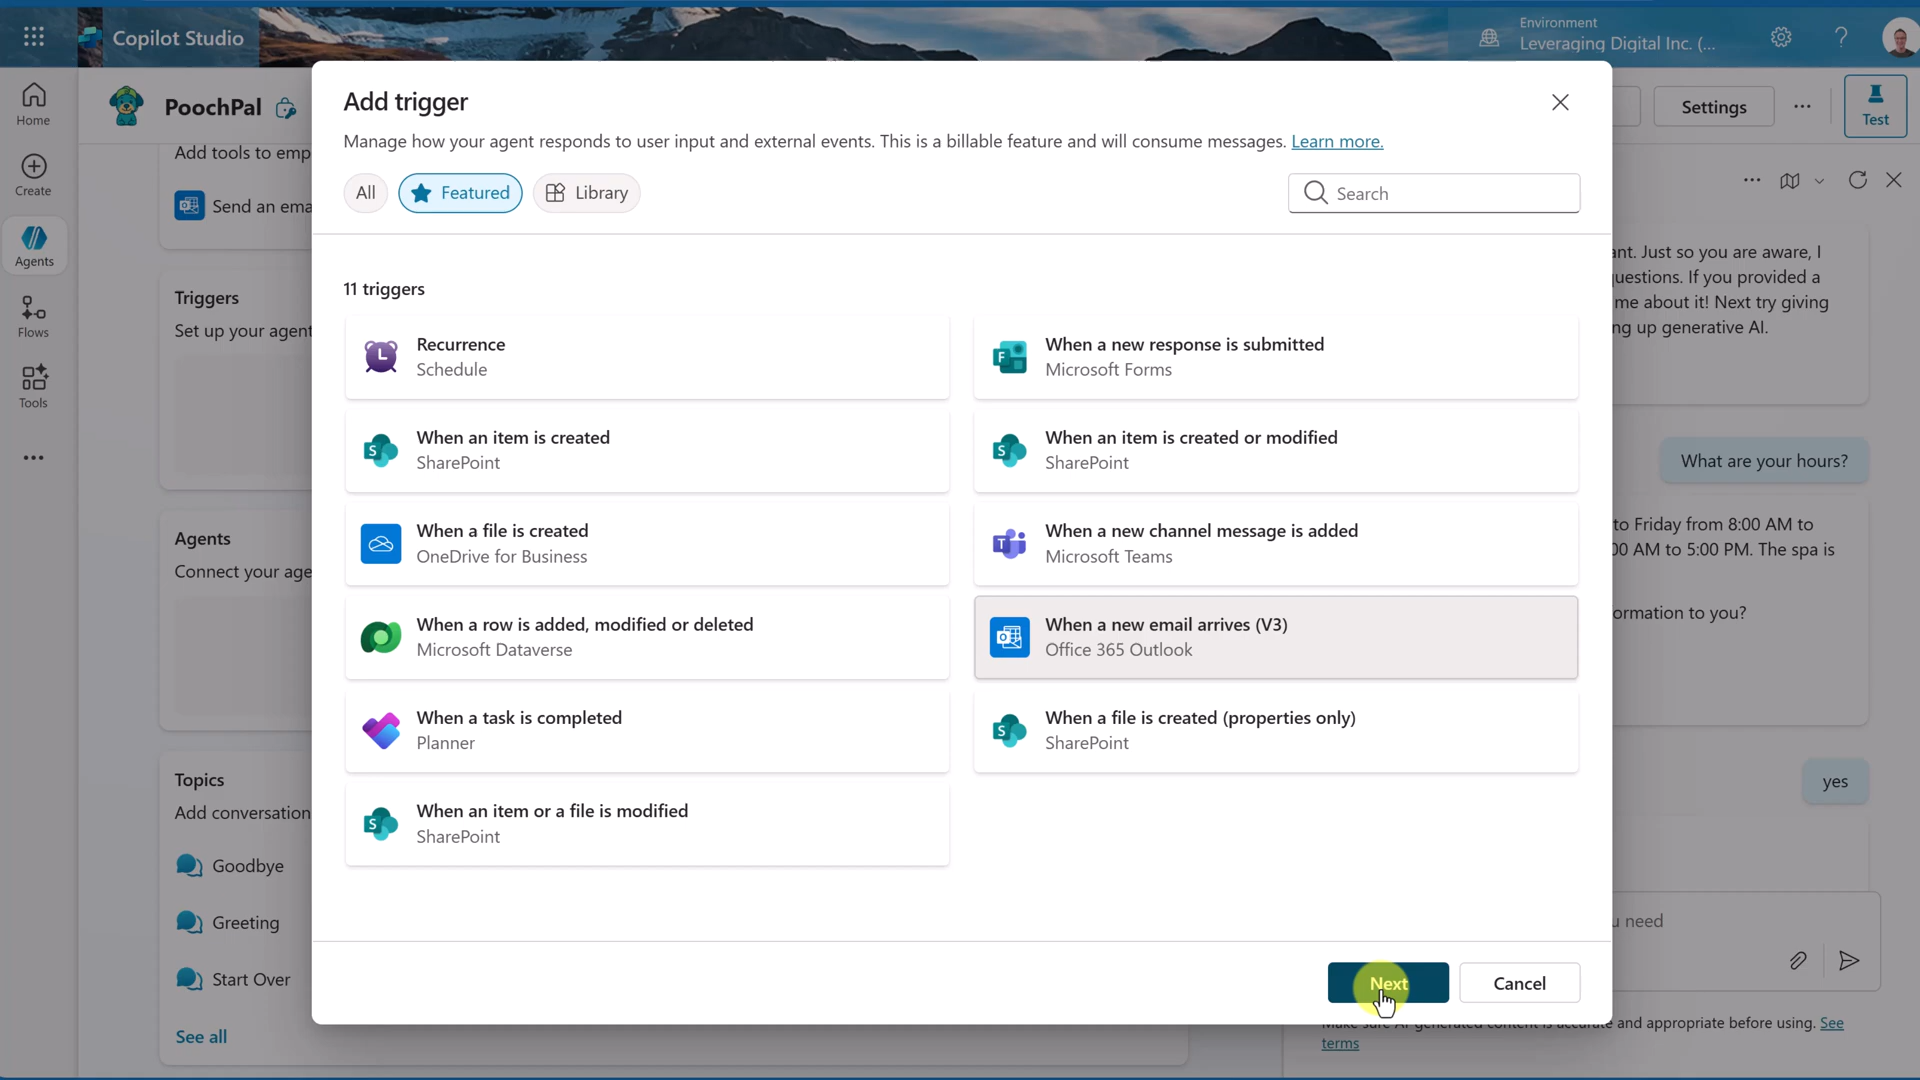 Copilot Studio
Environment
Leveraging Digital Inc. (...
Home
Create
Agents
Flows
Tools
PoochPal
Settings
Test
Add tools to emp
Send an ema
Triggers
Set up your agent
Agents
Connect your age
Topics
Add conversation
Goodbye
Greeting
Start Over
See all
Add trigger
Manage how your agent responds to user input and external events. This is a billable feature and will consume messages. Learn more.
All
Featured
Library
Search
11 triggers
Recurrence
Schedule
When a new response is submitted
Microsoft Forms
When an item is created
SharePoint
When an item is created or modified
SharePoint
When a file is created
OneDrive for Business
When a new channel message is added
Microsoft Teams
When a row is added, modified or deleted
Microsoft Dataverse
When a new email arrives (V3)
Office 365 Outlook
When a task is completed
Planner
When a file is created (properties only)
SharePoint
When an item or a file is modified
SharePoint
Next
Cancel
ant. Just so you are aware, I
questions. If you provided a
me about it! Next try giving
ng up generative AI.
What are your hours?
to Friday from 8:00 AM to
00 AM to 5:00 PM. The spa is
ormation to you?
yes
u need
Make sure AI-generated content is accurate and appropriate before using. See
terms